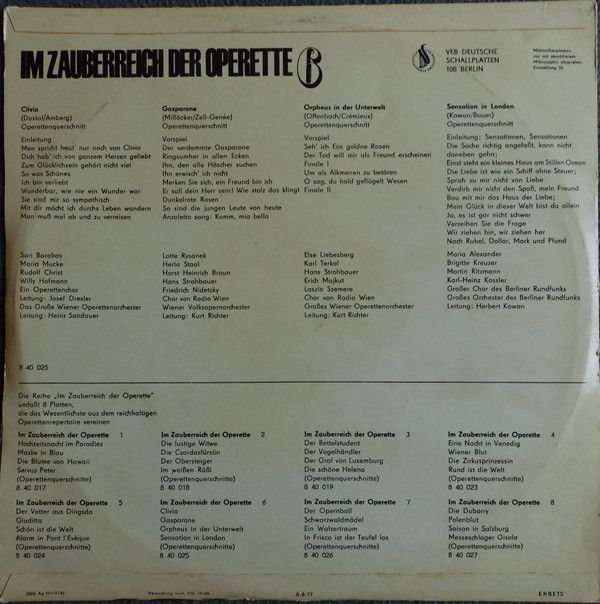 IM ZAUBERREICH DER OPERETTE 6
VEB DEUTSCHE
SCHALLPLATTEN
108 BERLIN
Mikrorillenplatten
nur mit abziehbarem
Clivia
(Dostal/Amberg)
Operettenquerschnitt
Einleitung
Man spricht heut' nur noch von Clivia
Dich hab' ich von ganzem Herzen geliebt
Zum Glücklichsein gehört nicht viel
So was Schönes
Ich bin verliebt
Wunderbar, wie nie ein Wunder war
Sie sind mir so sympathisch
Mit dir möcht ich durchs Leben wandern
Man muß mal ab und zu verreisen
Sari Barabas
Maria Mucke
Rudolf Christ
Willy Hofmann
Ein Operettenchor
Leitung: Josef Drexler
Das Große Wiener Operettenorchester
Leitung: Heinz Sandauer
8 40 025
Gasparone
(Millöcker/Zell-Genée)
Operettenquerschnitt
Vorspiel
Der verdammte Gasparone
Ringsumher in allen Ecken
Ihn, den alle Häscher suchen
Ihn erwisch' ich nicht
Merken Sie sich, ein Freund bin ich
Er soll dein Herr sein! Wie stolz das klingt
Dunkelrote Rosen
So sind die jungen Leute von heute
Anzoletto sang: Komm, mia bella
Lotte Rysanek
Herta Staal
Horst Heinrich Braun
Hans Strohbauer
Friedrich Nidetzky
Chor von Radio Wien
Wiener Volksopernorchester
Leitung: Kurt Richter
Orpheus in der Unterwelt
(Offenbach/Crémieux)
Operettenquerschnitt
Vorspiel
Seh' ich Eos goldne Rosen
Der Tod will mir als Freund erscheinen
Finale I
Um als Alkmenen zu betören
O sag, du hold geflügelt Wesen
Finale II
Else Liebesberg
Karl Terkal
Hans Strohbauer
Erich Majkut
Laszlo Szemere
Chor von Radio Wien
Großes Wiener Operettenorchester
Leitung: Kurt Richter
Sensation in London
(Kawan/Bauer)
Operettenquerschnitt
Einleitung; Sensationen, Sensationen
Die Sache richtig angefaßt, kann nicht
daneben gehn;
Einst steht ein kleines Haus am Stillen Ozean
Die Liebe ist wie ein Schiff ohne Steuer;
Sprich zu mir nicht von Liebe
Verdirb mir nicht den Spaß, mein Freund
Bau mit mir das Haus der Liebe;
Mein Glück in dieser Welt bist du allein
Ja, es ist gar nicht schwer
Verzeihen Sie die Frage
Wir ziehen hin, wir ziehen her
Nach Rubel, Dollar, Mark und Pfund
Maria Alexander
Brigitte Kreuzer
Martin Ritzmann
Karl-Heinz Kossler
Großer Chor des Berliner Rundfunks
Großes Orchester des Berliner Rundfunks
Leitung: Herbert Kawan
Die Reihe „Im Zauberreich der Operette"
umfaßt 8 Platten,
die das Wesentlichste aus dem reichhaltigen
Operettenrepertoire vereinen
Im Zauberreich der Operette 1
Hochzeitsnacht im Paradies
Maske in Blau
Die Blume von Hawaii
Servus Peter
(Operettenquerschnitte)
8 40 017
Im Zauberreich der Operette 2
Die lustige Witwe
Die Csardasfürstin
Der Obersteiger
Im weißen Rößl
(Operettenquerschnitte)
8 40 018
Im Zauberreich der Operette 3
Der Bettelstudent
Der Vogelhändler
Der Graf von Luxemburg
Die schöne Helena
(Operettenquerschnitte)
8 40 019
Im Zauberreich der Operette 4
Eine Nacht in Venedig
Wiener Blut
Die Zirkusprinzessin
Rund ist die Welt
(Operettenquerschnitte)
8 40 023
Im Zauberreich der Operette 5
Der Vetter aus Dingsda
Giuditta
Schön ist die Welt
Alarm in Pont l'Évêque
(Operettenquerschnitte)
8 40 024
Im Zauberreich der Operette 6
Clivia
Gasparone
Orpheus in der Unterwelt
Sensation in London
(Operettenquerschnitte)
8 40 025
Im Zauberreich der Operette 7
Der Opernball
Schwarzwaldmädel
Ein Walzertraum
In Frisco ist der Teufel los
(Operettenquerschnitte)
8 40 026
Im Zauberreich der Operette 8
Die Dubarry
Polenblut
Saison in Salzburg
Messeschlager Gisela
(Operettenquerschnitte)
8 40 027
Verpackung nach TGL
A-8-77
EHBETS